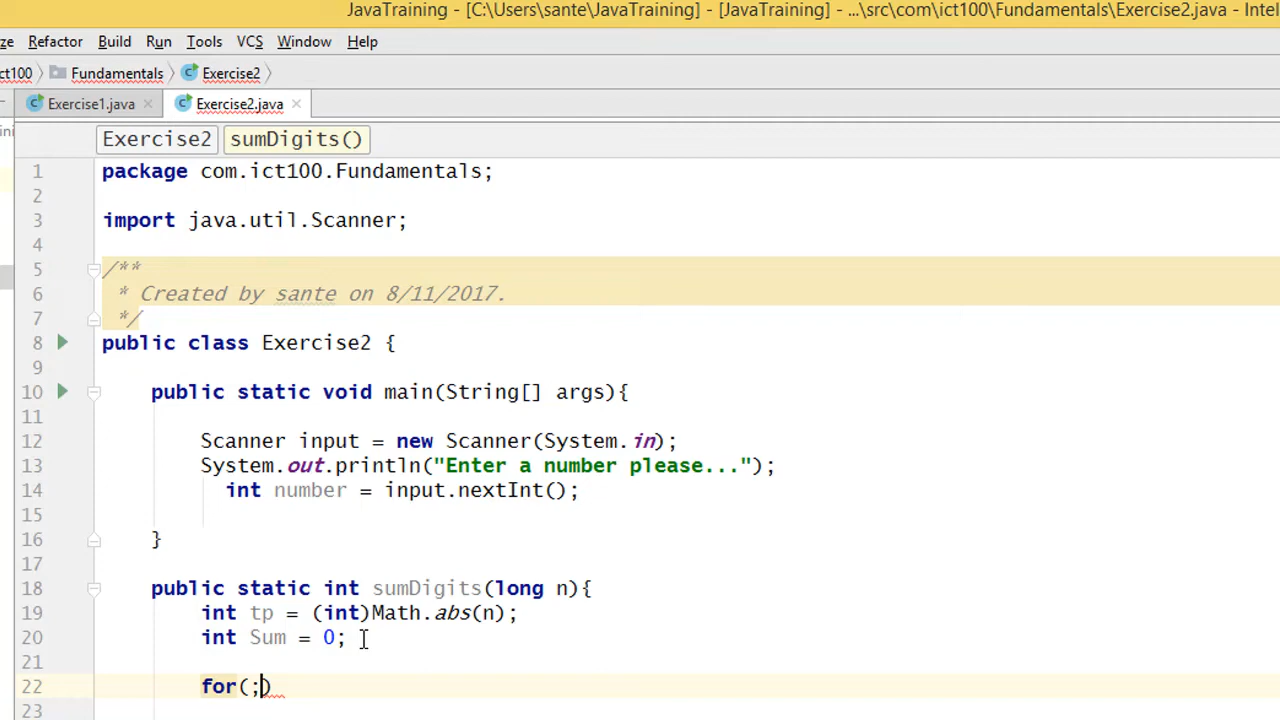 JavaTraining - [C:\Users\sante\JavaTraining] - [JavaTraining] - ...\src\com\ict100\Fundamentals\Exercise2.java - Intel
ze Refactor Build Run Tools VCS Window Help
ct100 Fundamentals Exercise2
Exercise1.java × Exercise2.java ×
Exercise2 sumDigits()
1 package com.ict100.Fundamentals;
2
3 import java.util.Scanner;
4
5 /**
6 * Created by sante on 8/11/2017.
7 */
8 public class Exercise2 {
9
10 public static void main(String[] args){
11
12 Scanner input = new Scanner(System.in);
13 System.out.println("Enter a number please...");
14 int number = input.nextInt();
15
16 }
17
18 public static int sumDigits(long n){
19 int tp = (int)Math.abs(n);
20 int Sum = 0;
21
22 for(;)
23